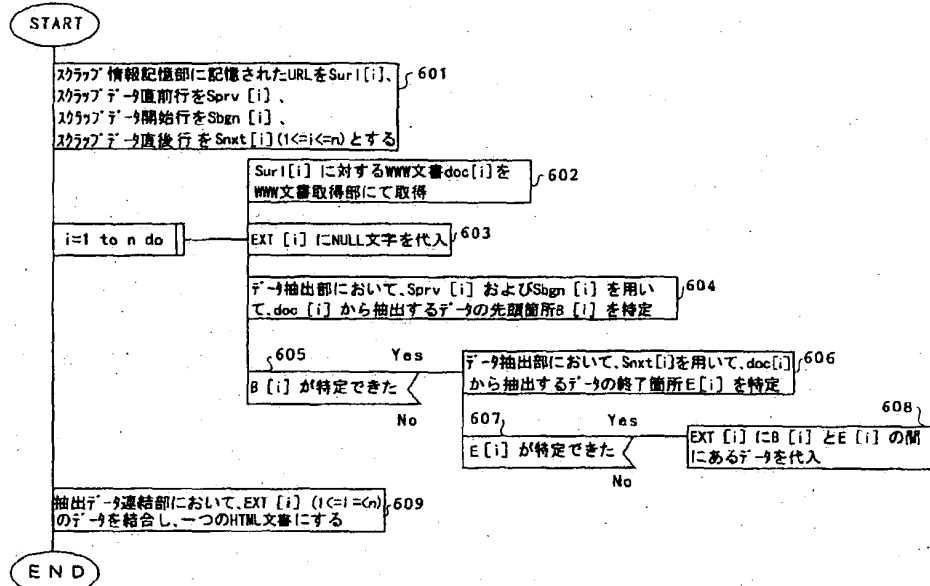 START
スクラップ情報記憶部に記憶されたURLをSurl[i]、
スクラップデータ直前行をSprv [i] 、
スクラップデータ開始行をSbgn [i] 、
スクラップデータ直後行をSnxt [i] (1<=i<=n) とする
601
Surl[i] に対するWWW文書doc[i]を
WWW文書取得部にて取得
602
i=1 to n do
EXT [i] にNULL文字を代入
603
データ抽出部において、Sprv [i] およびSbgn [i] を用い
て、doc [i] から抽出するデータの先頭箇所B [i] を特定
604
605
Yes
B [i] が特定できた
No
データ抽出部において、Snxt[i]を用いて、doc[i]
から抽出するデータの終了箇所E[i] を特定
606
607
Yes
E[i] が特定できた
No
608
EXT [i] にB [i] とE [i] の間
にあるデータを代入
抽出データ連結部において、EXT [i] (1<=i=<n)
のデータを結合し、一つのHTML文書にする
609
END